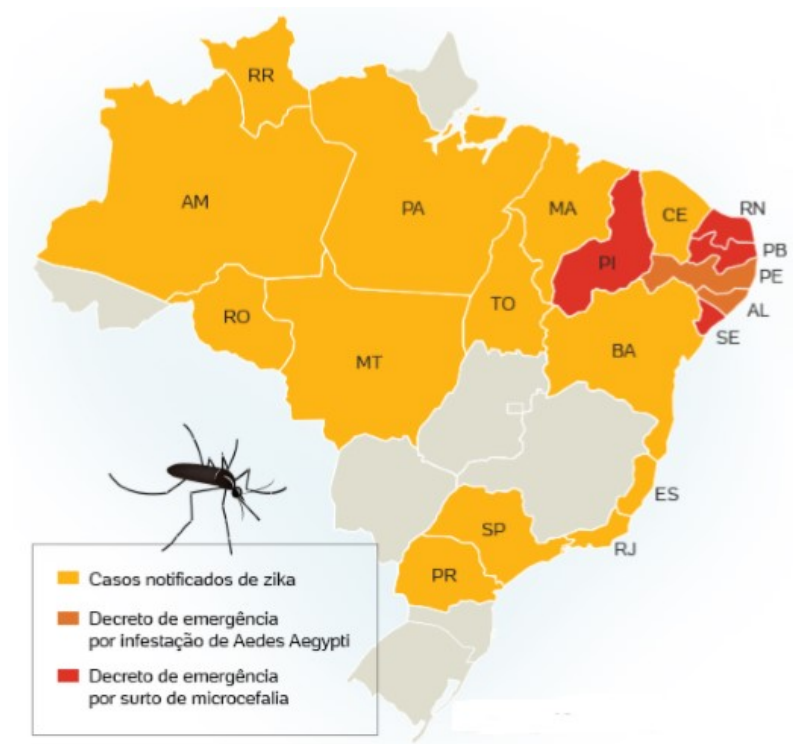 RR
AM
PA
MA
CE
RN
PB
PI
PE
AL
TO
RO
SE
BA
MT
ES
SP
RJ
PR
Casos notificados de zika
Decreto de emergência
por infestação de Aedes Aegypti
Decreto de emergência
por surto de microcefalia